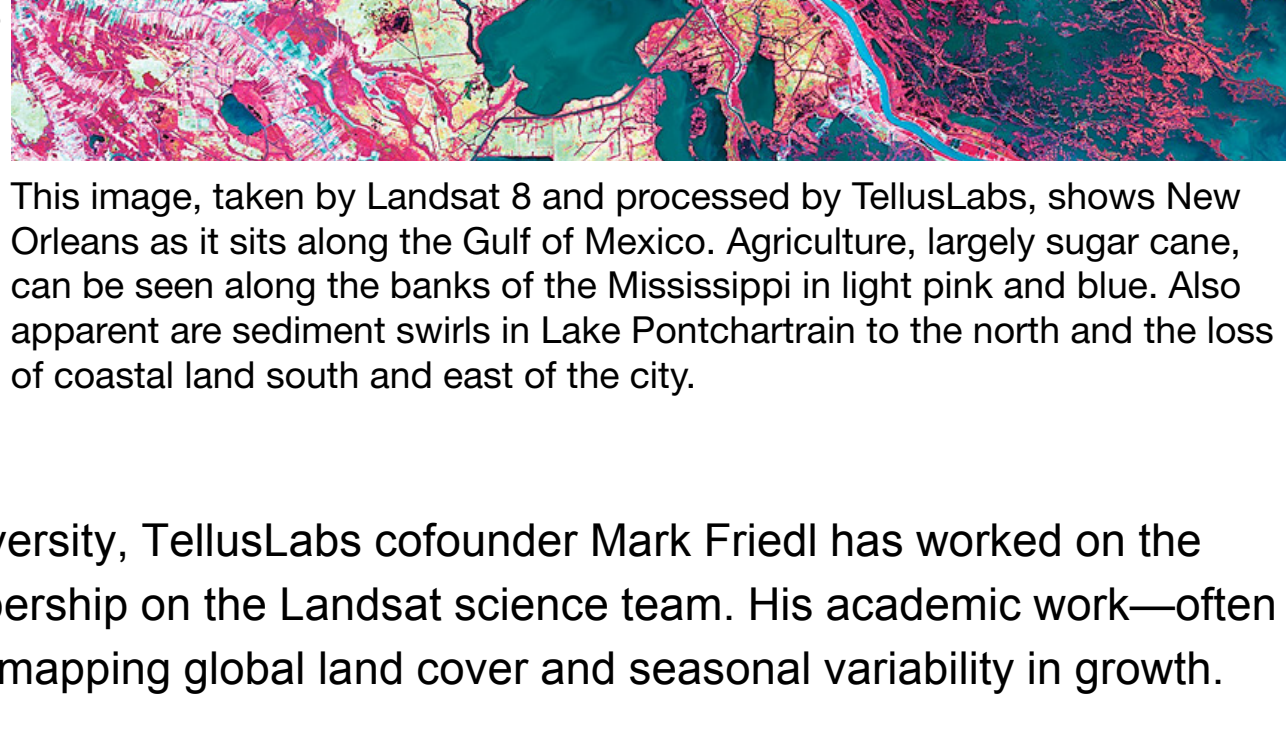 This image, taken by Landsat 8 and processed by TellusLabs, shows New
Orleans as it sits along the Gulf of Mexico. Agriculture, largely sugar cane,
can be seen along the banks of the Mississippi in light pink and blue. Also
apparent are sediment swirls in Lake Pontchartrain to the north and the loss
of coastal land south and east of the city.
versity, TellusLabs cofounder Mark Friedl has worked on the
bership on the Landsat science team. His academic work—often
mapping global land cover and seasonal variability in growth.